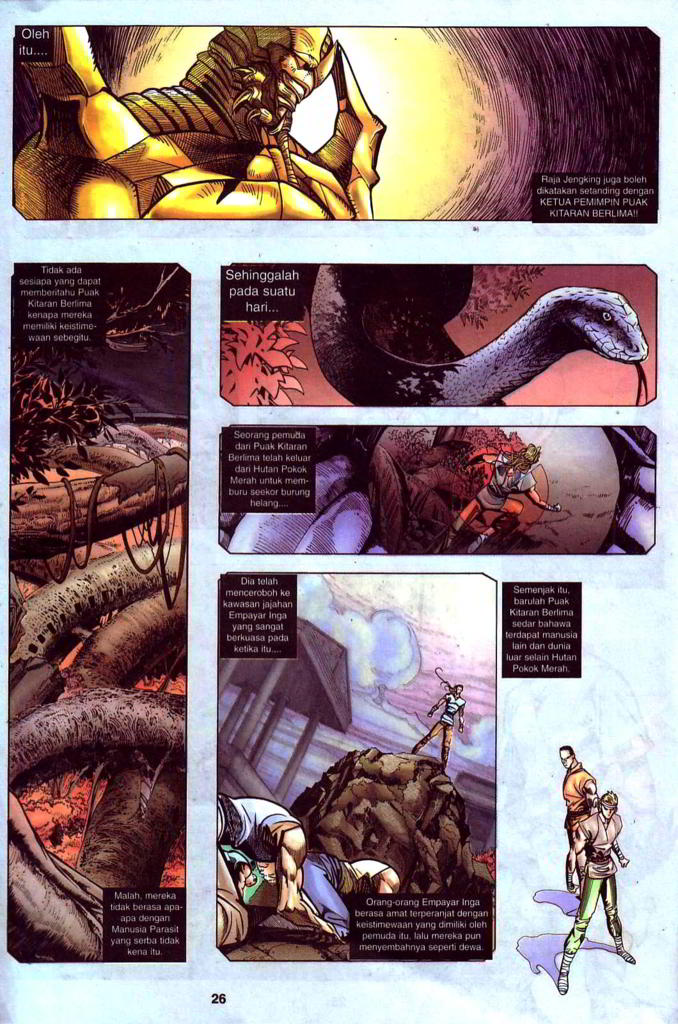 Oleh
itu....
Raja Jengking juga boleh
dikatakan setanding dengan
KETUA PEMIMPIN PUAK
KITARAN BERLIMA!!
Tidak ada
sesiapa yang dapat
memberitahu Puak
Kitaran Berlima
kenapa mereka
memiliki keistime-
waan sebegitu.
Malah, mereka
tidak berasa apa-
apa dengan
Manusia Parasit
yang serba tidak
kena itu.
Sehinggalah
pada suatu
hari...
Seorang pemuda
dari Puak Kitaran
Berlima telah keluar
dari Hutan Pokok
Merah untuk mem-
buru seekor burung
helang....
Dia telah
menceroboh ke
kawasan jajahan
Empayar Inga
yang sangat
berkuasa pada
ketika itu....
Orang-orang Empayar Inga
berasa amat terperanjat dengan
keistimewaan yang dimiliki oleh
pemuda itu, lalu mereka pun
menyembahnya seperti dewa.
Semenjak itu,
barulah Puak
Kitaran Berlima
sedar bahawa
terdapat manusia
lain dan dunia
luar selain Hutan
Pokok Merah.
26